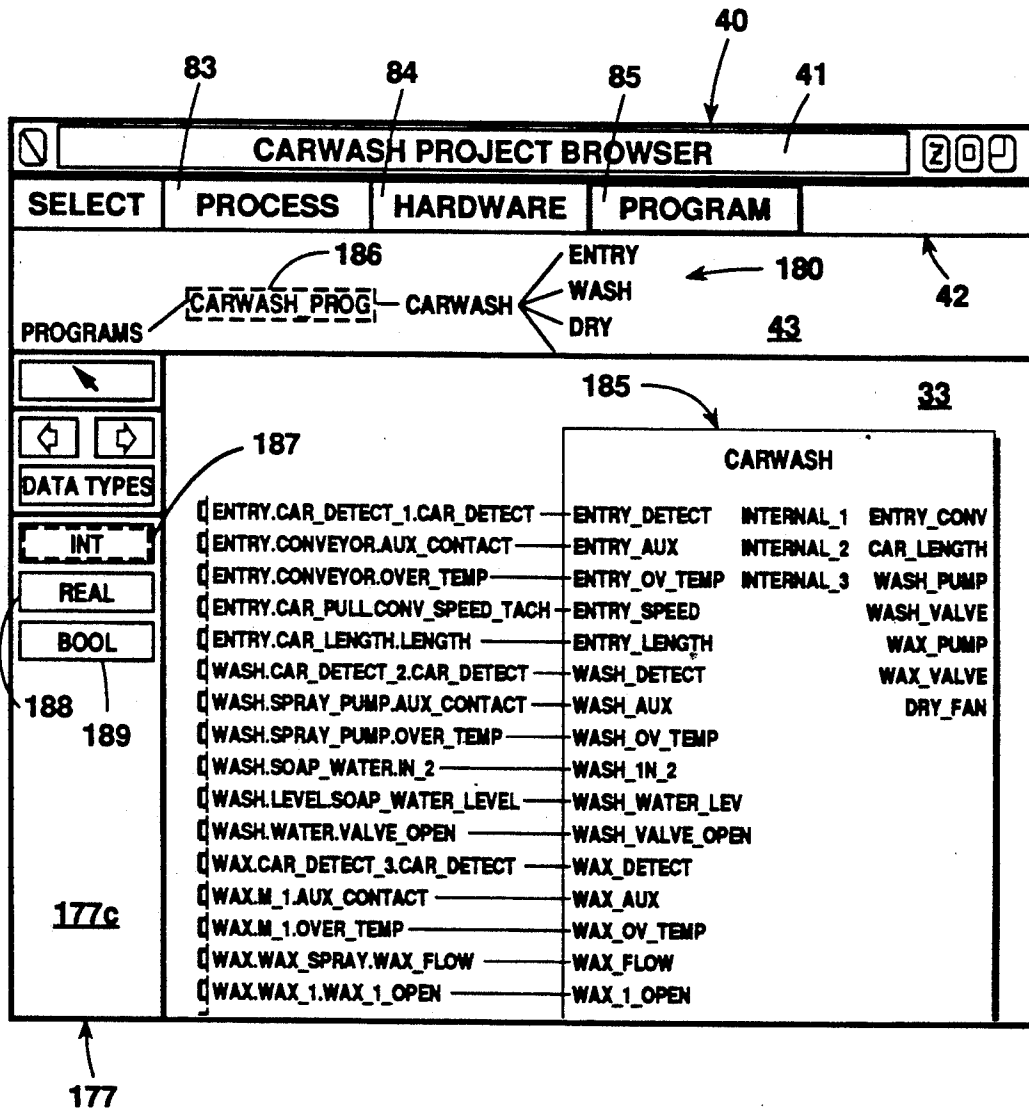 40
83
84
85
41
CARWASH PROJECT BROWSER
SELECT PROCESS HARDWARE PROGRAM
186
ENTRY
180
CARWASH_PROG CARWASH WASH
42
PROGRAMS DRY 43
185
33
187
CARWASH
DATA TYPES
ENTRY.CAR_DETECT_1.CAR_DETECT ENTRY_DETECT INTERNAL_1 ENTRY_CONV
INT
ENTRY.CONVEYOR.AUX_CONTACT ENTRY_AUX INTERNAL_2 CAR_LENGTH
ENTRY.CONVEYOR.OVER_TEMP ENTRY_OV_TEMP INTERNAL_3 WASH_PUMP
REAL
ENTRY.CAR_PULL.CONV_SPEED_TACH ENTRY_SPEED WASH_VALVE
BOOL
ENTRY.CAR_LENGTH.LENGTH ENTRY_LENGTH WAX_PUMP
WASH.CAR_DETECT_2.CAR_DETECT WASH_DETECT WAX_VALVE
188
WASH.SPRAY_PUMP.AUX_CONTACT WASH_AUX DRY_FAN
189
WASH.SPRAY_PUMP.OVER_TEMP WASH_OV_TEMP
WASH.SOAP_WATER.IN_2 WASH_1N_2
WASH.LEVEL.SOAP_WATER_LEVEL WASH_WATER_LEV
WASH.WATER.VALVE_OPEN WASH_VALVE_OPEN
WAX.CAR_DETECT_3.CAR_DETECT WAX_DETECT
177c
WAX.M_1.AUX_CONTACT WAX_AUX
WAX.M_1.OVER_TEMP WAX_OV_TEMP
WAX.WAX_SPRAY.WAX_FLOW WAX_FLOW
WAX.WAX_1.WAX_1_OPEN WAX_1_OPEN
177